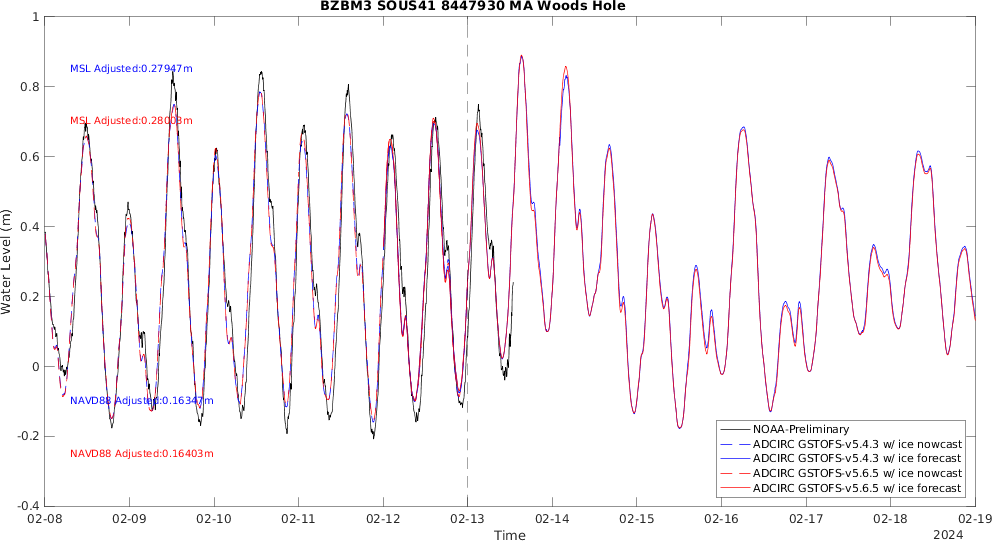 BZBM3 SOUS41 8447930 MA Woods Hole
1
0.8
0.6
0.4
0.2
0
-0.2
-0.4
Water Level (m)
MSL Adjusted:0.27947m
MSL Adjusted:0.28003m
NAVD88 Adjusted:0.16347m
NAVD88 Adjusted:0.16403m
NOAA-Preliminary
ADCIRC GSTOFS-v5.4.3 w/ ice nowcast
ADCIRC GSTOFS-v5.4.3 w/ ice forecast
ADCIRC GSTOFS-v5.6.5 w/ ice nowcast
ADCIRC GSTOFS-v5.6.5 w/ ice forecast
02-08 02-09 02-10 02-11 02-12 02-13 02-14 02-15 02-16 02-17 02-18 02-19
Time
2024